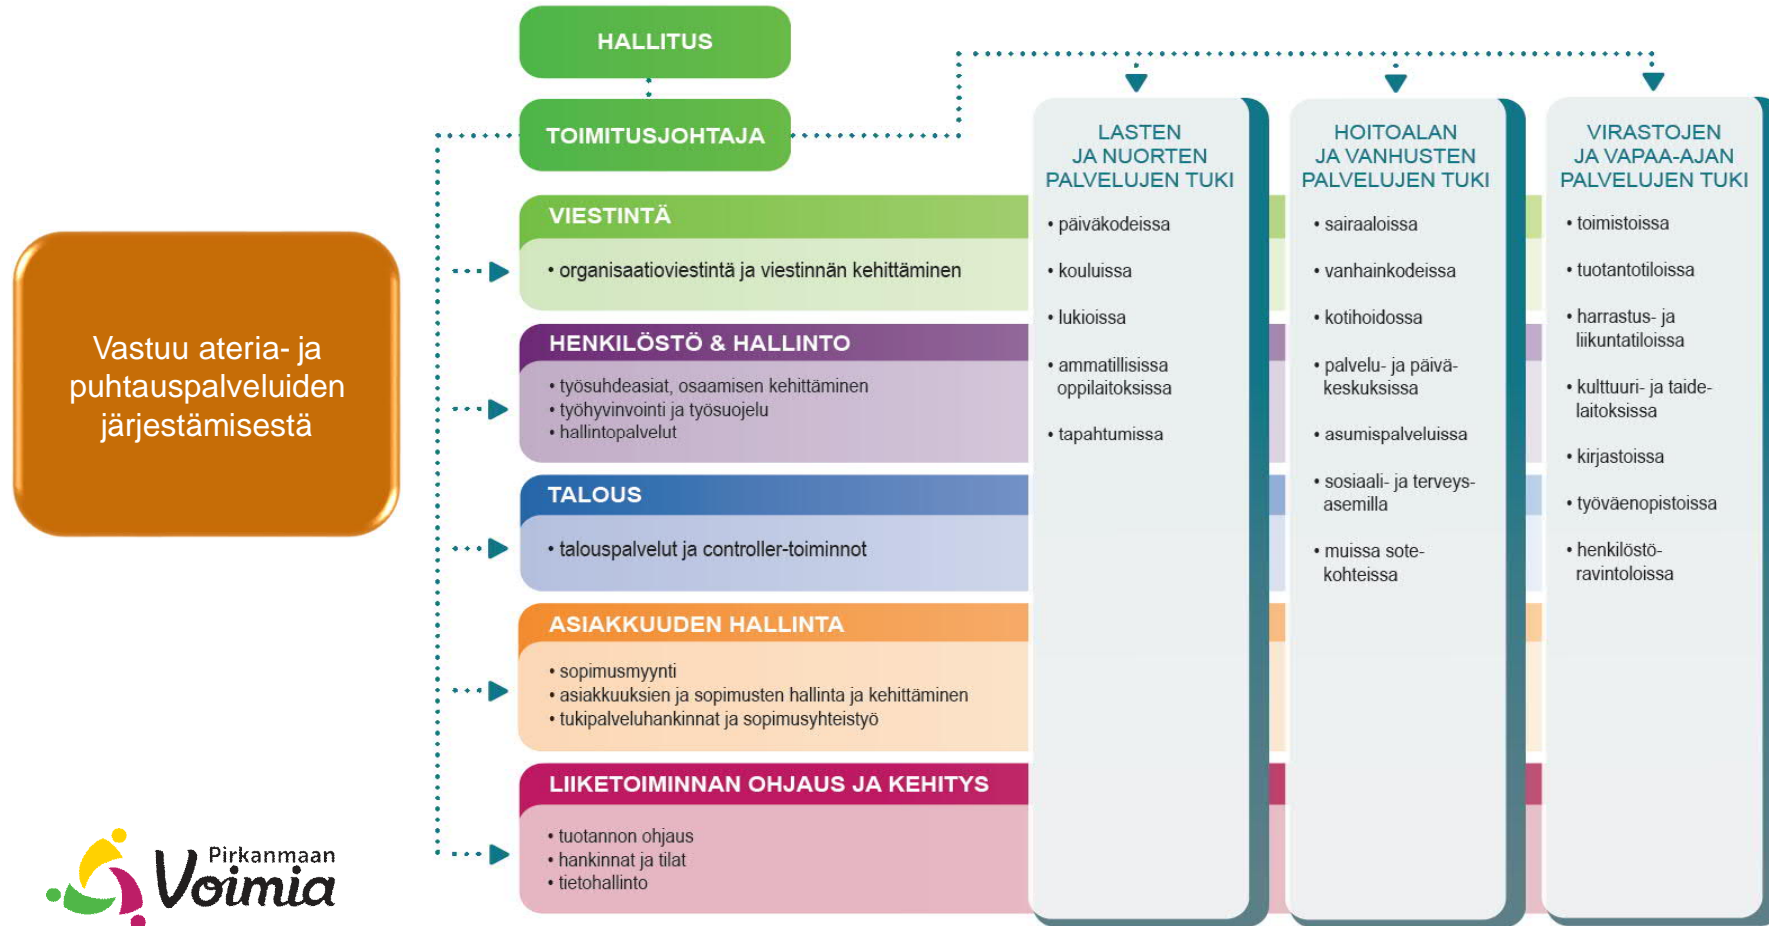 HALLITUS
TOIMITUSJOHTAJA
Vastuu ateria- ja
puhtauspalveluiden
järjestämisestä
VIESTINTÄ
• organisaatioviestintä ja viestinnän kehittäminen
HENKILÖSTÖ & HALLINTO
• työsuhdeasiat, osaamisen kehittäminen
• työhyvinvointi ja työsuojelu
• hallintopalvelut
TALOUS
• talouspalvelut ja controller-toiminnot
ASIAKKUUDEN HALLINTA
• sopimusmyynti
• asiakkuuksien ja sopimusten hallinta ja kehittäminen
• tukipalveluhankinnat ja sopimusyhteistyö
LIIKETOIMINNAN OHJAUS JA KEHITYS
• tuotannon ohjaus
• hankinnat ja tilat
• tietohallinto
LASTEN
JA NUORTEN
PALVELUJEN TUKI
• päiväkodeissa
• kouluissa
• lukioissa
• ammatillisissa
oppilaitoksissa
• tapahtumissa
HOITOALAN
JA VANHUSTEN
PALVELUJEN TUKI
• sairaaloissa
• vanhainkodeissa
• kotihoidossa
• palvelu- ja päivä-
keskuksissa
• asumispalveluissa
• sosiaali- ja terveys-
asemilla
• muissa sote-
kohteissa
VIRASTOJEN
JA VAPAA-AJAN
PALVELUJEN TUKI
• toimistoissa
• tuotantotiloissa
• harrastus- ja
liikuntatiloissa
• kulttuuri- ja taide-
laitoksissa
• kirjastoissa
• työväenopistoissa
• henkilöstö-
ravintoloissa
Pirkanmaan
Voimia